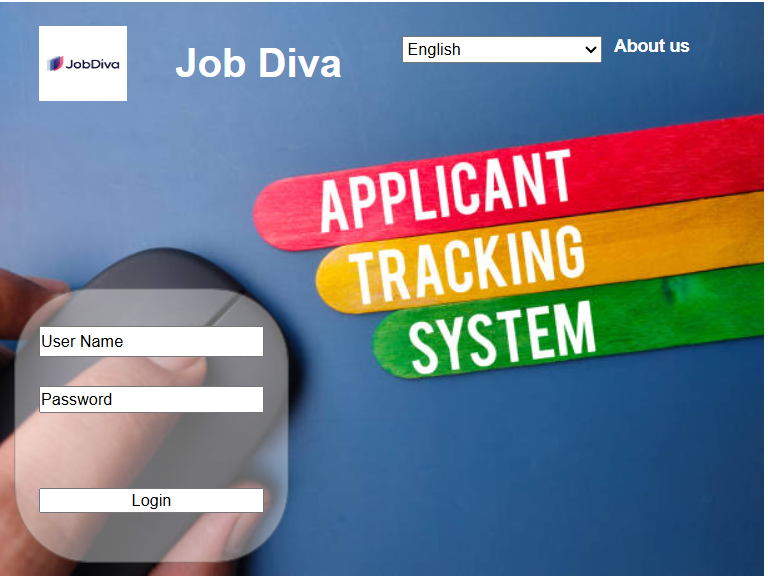 JobDiva
Job Diva
English
About us
APPLICANT
TRACKING
SYSTEM
User Name
Password
Login